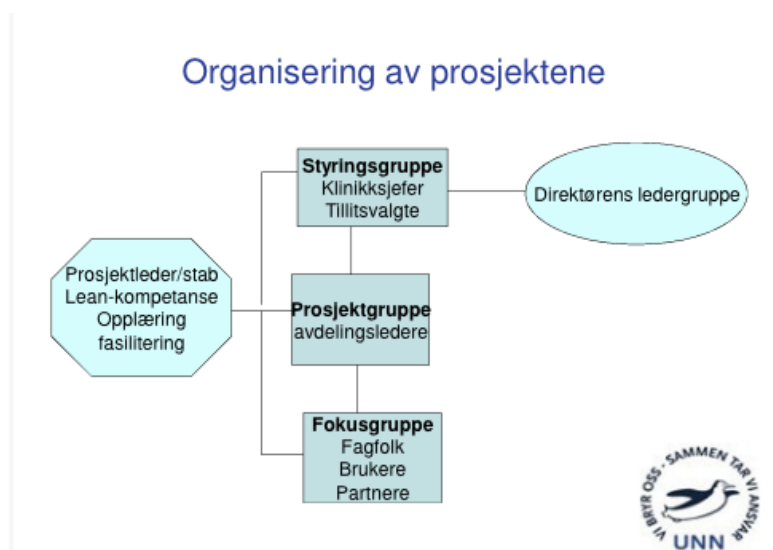 Organisering av prosjektene
Styringsgruppe
Klinikksjefer
Tillitsvalgte
Direktørens ledergruppe
Prosjektleder/stab
Lean-kompetanse
Opplæring
fasilitering
Prosjektgruppe
avdelingsledere
Fokusgruppe
Fagfolk
Brukere
Partnere
VI BRYR OSS - SAMMEN TAR VI ANSVAR
UNN